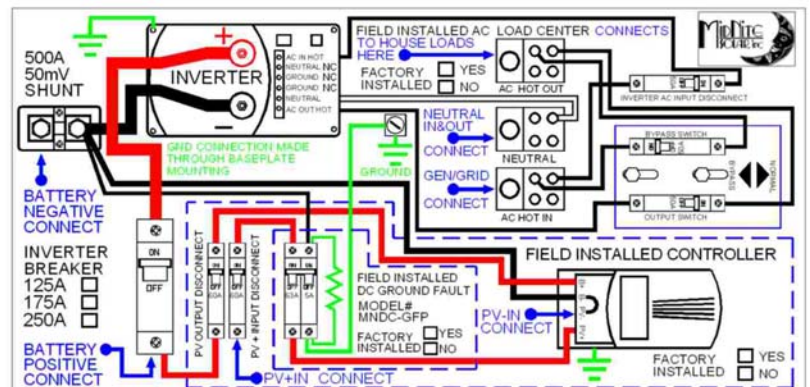 500A
50mV
SHUNT
BATTERY
NEGATIVE
CONNECT
INVERTER
BREAKER
125A
175A
250A
BATTERY
POSITIVE
CONNECT
ON
OFF
+
INVERTER
−
AC IN HOT
NEUTRAL NC
GROUND NC
GROUND NC
NEUTRAL
AC OUT HOT
GND CONNECTION MADE
THROUGH BASEPLATE
MOUNTING
GROUND
FIELD INSTALLED AC LOAD CENTER CONNECTS
TO HOUSE LOADS
HERE
FACTORY
INSTALLED
YES
NO
AC HOT OUT
NEUTRAL
IN&OUT
CONNECT
NEUTRAL
GEN/GRID
CONNECT
AC HOT IN
MidNite
SOLAR, inc
INVERTER AC INPUT DISCONNECT
BYPASS SWITCH
BYPASS
NORMAL
OUTPUT SWITCH
PV OUTPUT DISCONNECT
PV + INPUT DISCONNECT
FIELD INSTALLED
DC GROUND FAULT
MODEL#
MNDC-GFP
FACTORY
INSTALLED
YES
NO
PV+IN CONNECT
FIELD INSTALLED CONTROLLER
PV-IN
CONNECT
FACTORY
INSTALLED
YES
NO